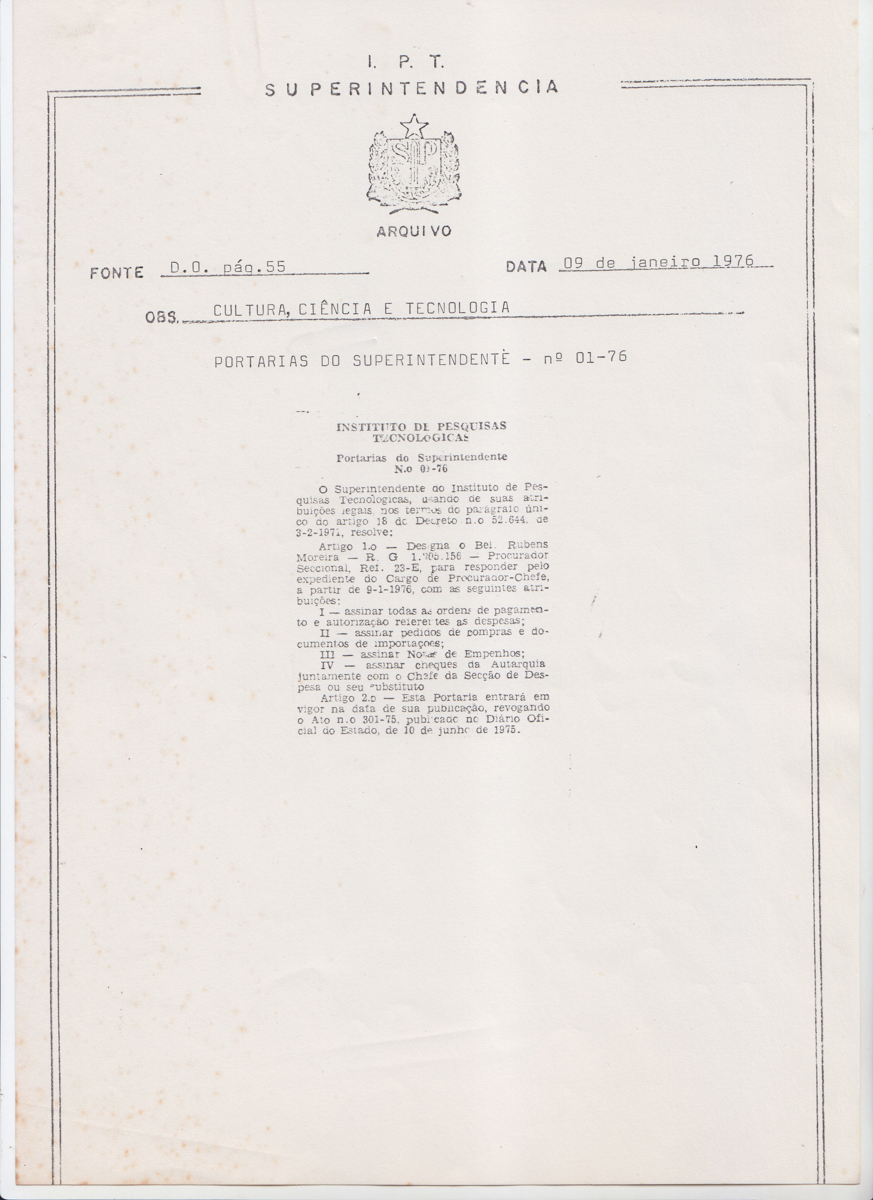 I. P. T.
SUPERINTENDENCIA
ARQUIVO
FONTE D.O. pág.55
DATA 09 de janeiro 1976
OBS. CULTURA, CIÊNCIA E TECNOLOGIA
PORTARIAS DO SUPERINTENDENTE - nº 01-76
INSTITUTO DE PESQUISAS
TECNOLOGICAS
Portarias do Superintendente
N.o 01-76
O Superintendente do Instituto de Pes-
quisas Tecnologicas, usando de suas atri-
buições legais, nos termos do parágrafo úni-
co do artigo 18 do Decreto n.o 52.644, de
3-2-1971, resolve:
Artigo 1.o — Designa o Bel. Rubens
Moreira — R. G — Procurador
Seccional, Ref. 23-E, para responder pelo
expediente do Cargo de Procurador-Chefe,
a partir de 9-1-1976, com as seguintes atri-
buições:
I — assinar todas as ordens de pagamen-
to e autorização referentes as despesas;
II — assinar pedidos de compras e do-
cumentos de importações;
III — assinar Notas de Empenhos;
IV — assinar cheques da Autarquia
juntamente com o Chefe da Secção de Des-
pesa ou seu substituto
Artigo 2.o — Esta Portaria entrará em
vigor na data de sua publicação, revogando
o Ato n.o 301-75, publicado no Diário Ofi-
cial do Estado, de 10 de junho de 1975.